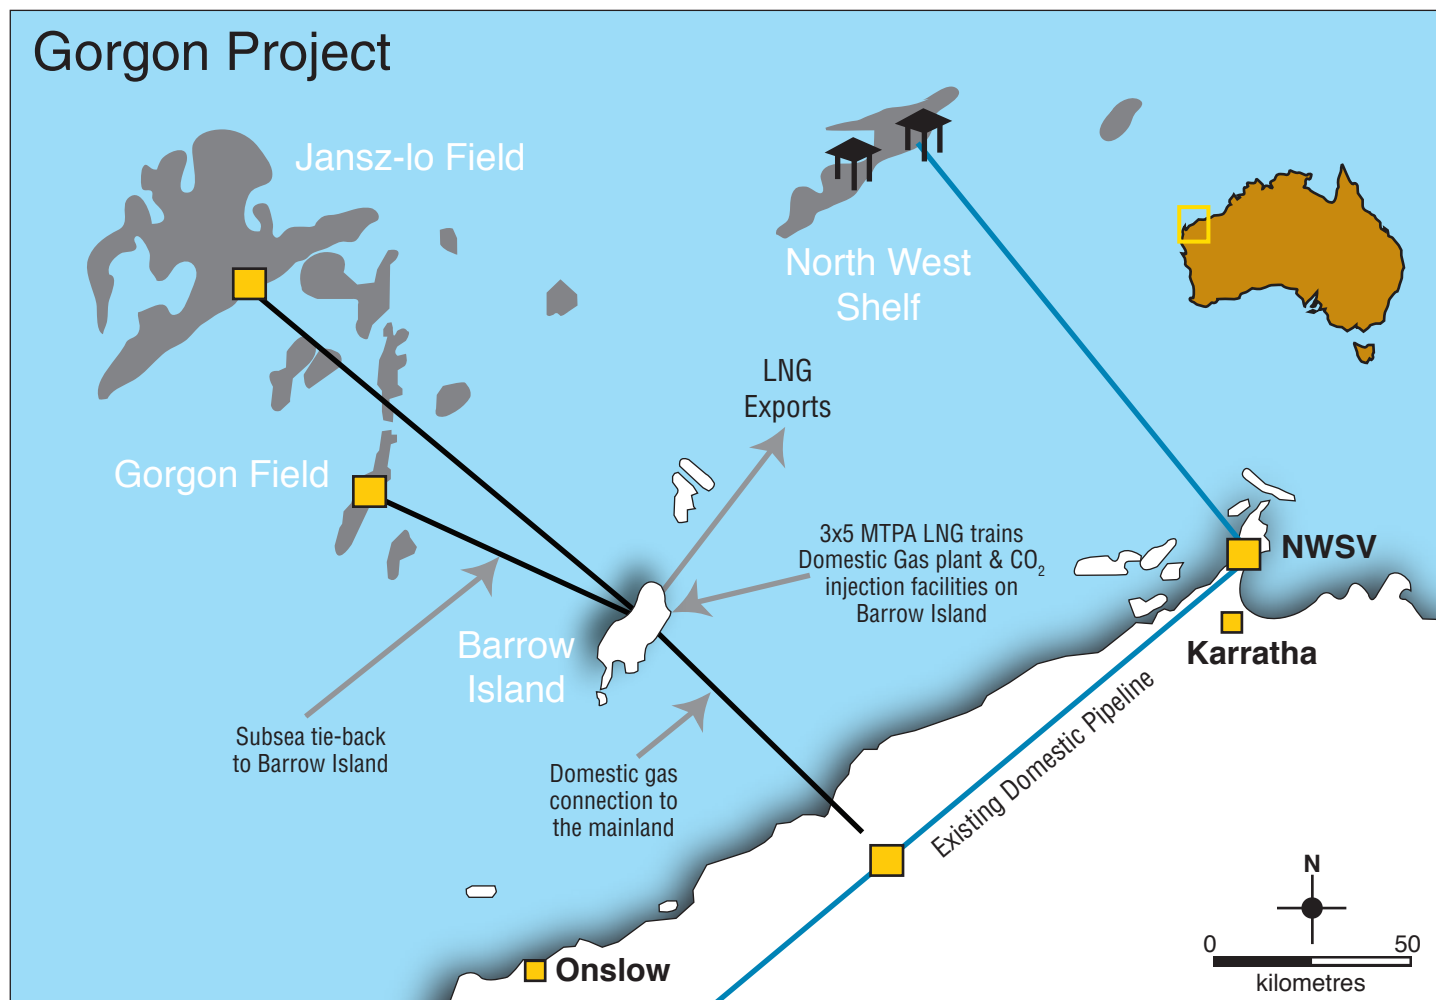 Gorgon Project
Jansz-Io Field
North West
Shelf
LNG
Exports
Gorgon Field
3x5 MTPA LNG trains
Domestic Gas plant & CO₂
injection facilities on
Barrow Island
NWSV
Karratha
Barrow
Island
Subsea tie-back
to Barrow Island
Domestic gas
connection to
the mainland
Existing Domestic Pipeline
Onslow
N
0 50
kilometres